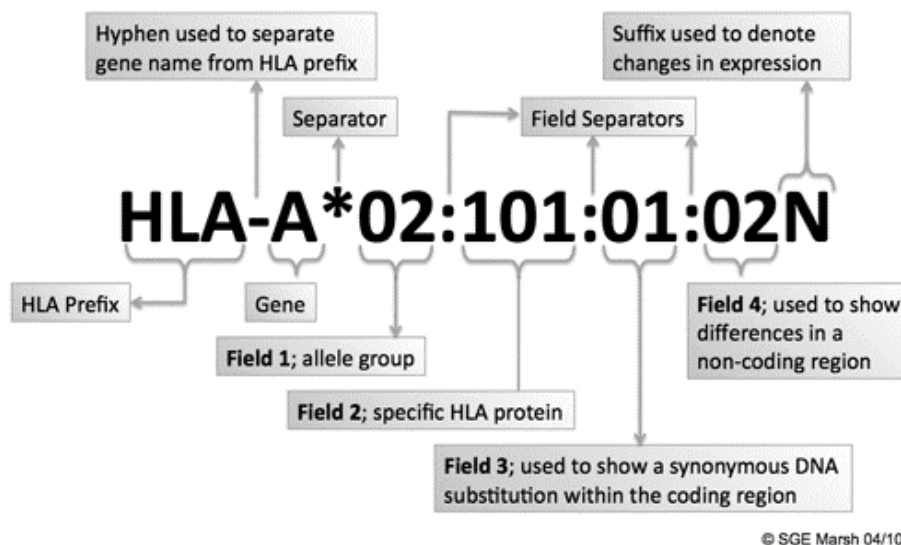 Hyphen used to separate
gene name from HLA prefix
Suffix used to denote
changes in expression
Separator
Field Separators
HLA-A*02:101:01:02N
HLA Prefix
Gene
Field 1; allele group
Field 2; specific HLA protein
Field 3; used to show a synonymous DNA
substitution within the coding region
Field 4; used to show
differences in a
non-coding region
© SGE Marsh 04/10